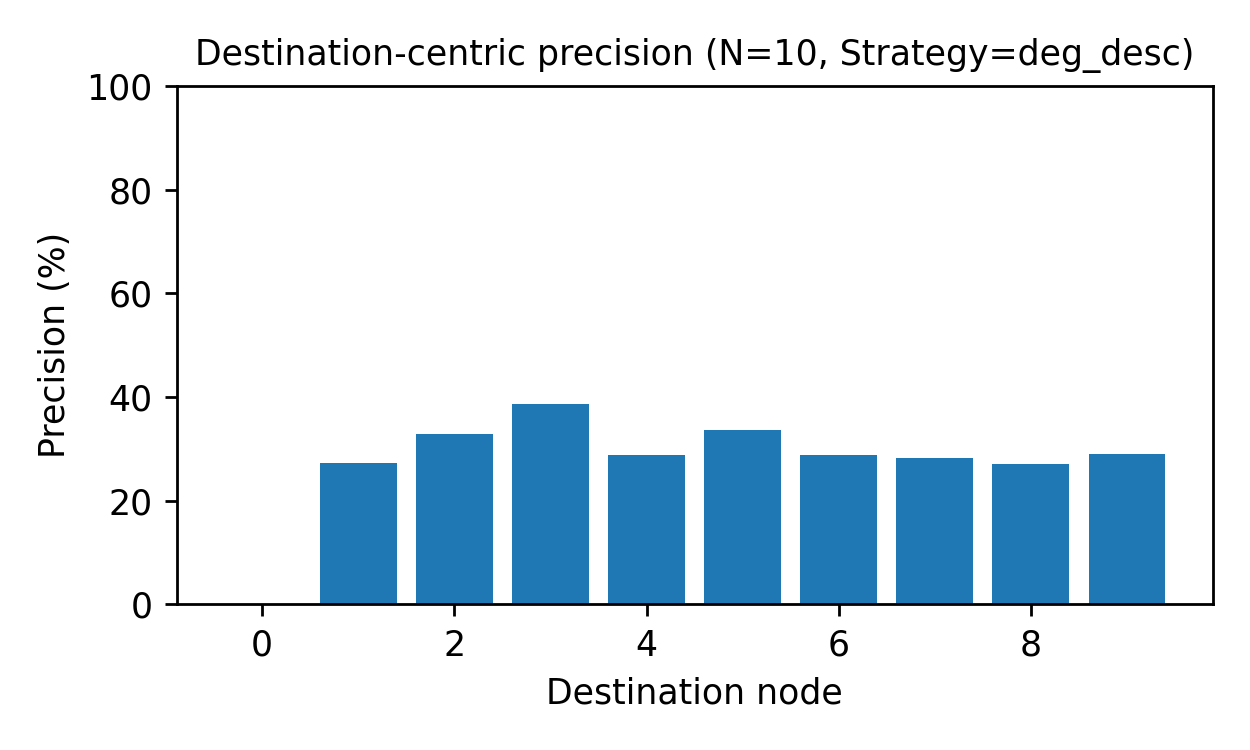 Destination-centric precision (N=10, Strategy=deg_desc)
100
80
60
40
20
0
Precision (%)
0 2 4 6 8
Destination node